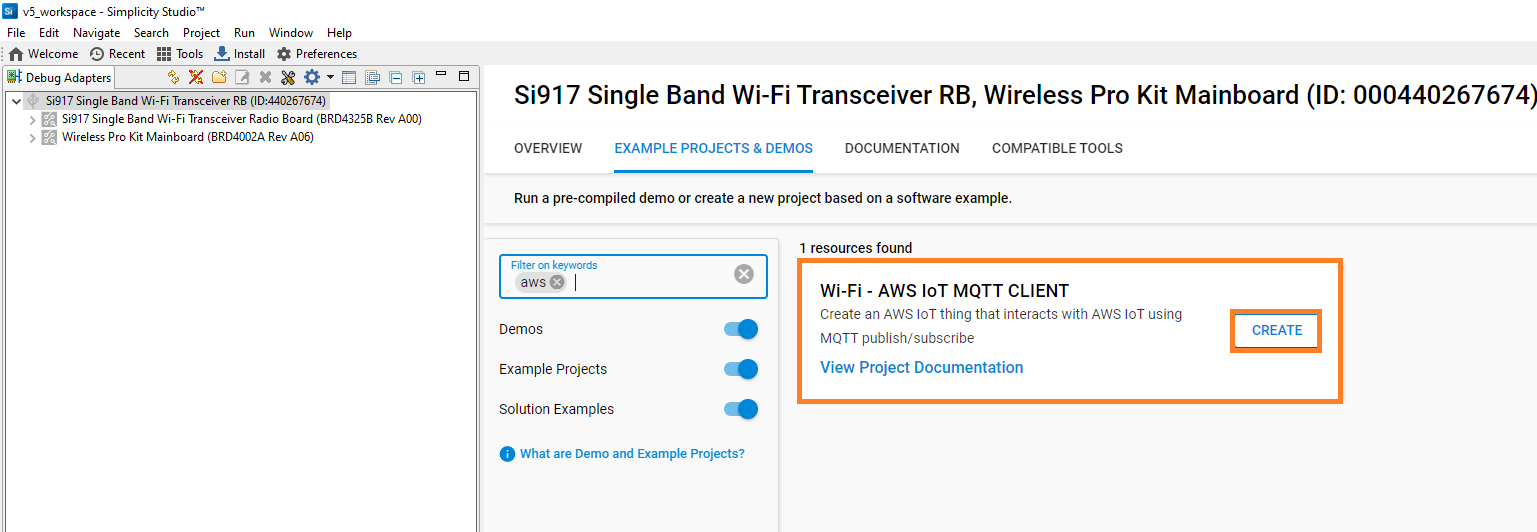 v5_workspace - Simplicity Studio™
File Edit Navigate Search Project Run Window Help
Welcome Recent Tools Install Preferences
Debug Adapters
Si917 Single Band Wi-Fi Transceiver RB (ID:440267674)
Si917 Single Band Wi-Fi Transceiver Radio Board (BRD4325B Rev A00)
Wireless Pro Kit Mainboard (BRD4002A Rev A06)
Si917 Single Band Wi-Fi Transceiver RB, Wireless Pro Kit Mainboard (ID: 000440267674)
OVERVIEW EXAMPLE PROJECTS & DEMOS DOCUMENTATION COMPATIBLE TOOLS
Run a pre-compiled demo or create a new project based on a software example.
Filter on keywords
aws
Demos
Example Projects
Solution Examples
What are Demo and Example Projects?
1 resources found
Wi-Fi - AWS IoT MQTT CLIENT
Create an AWS IoT thing that interacts with AWS IoT using
MQTT publish/subscribe
View Project Documentation
CREATE